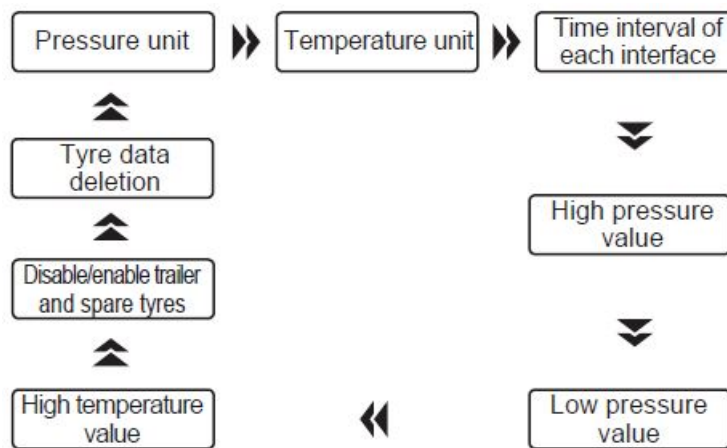 Pressure unit
Temperature unit
Time interval of
each interface
Tyre data
deletion
High pressure
value
Disable/enable trailer
and spare tyres
High temperature
value
Low pressure
value